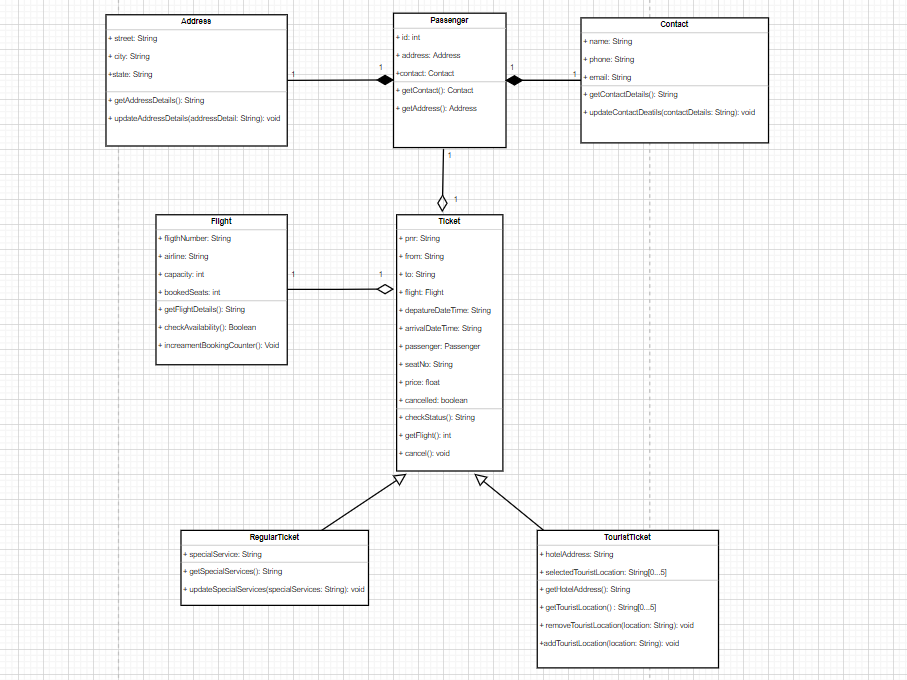 Address
+ street: String
+ city: String
+state: String
+ getAddressDetails(): String
+ updateAddressDetails(addressDetail: String): void
1
1
Passenger
+ id: int
+ address: Address
+contact: Contact
+ getContact(): Contact
+ getAddress(): Address
1
1
Contact
+ name: String
+ phone: String
+ email: String
+ getContactDetails(): String
+ updateContactDeatils(contactDetails: String): void
1
1
Flight
+ fligthNumber: String
+ airline: String
+ capacity: int
+ bookedSeats: int
+ getFlightDetails(): String
+ checkAvailability(): Boolean
+ increamentBookingCounter(): Void
1
1
Ticket
+ pnr: String
+ from: String
+ to: String
+ flight: Flight
+ depatureDateTime: String
+ arrivalDateTime: String
+ passenger: Passenger
+ seatNo: String
+ price: float
+ cancelled: boolean
+ checkStatus(): String
+ getFlight(): int
+ cancel(): void
RegularTicket
+ specialService: String
+ getSpecialServices(): String
+ updateSpecialServices(specialServices: String): void
TouristTicket
+ hotelAddress: String
+ selectedTouristLocation: String[0...5]
+ getHotelAddress(): String
+ getTouristLocation() : String[0...5]
+ removeTouristLocation(location: String): void
+addTouristLocation(location: String): void